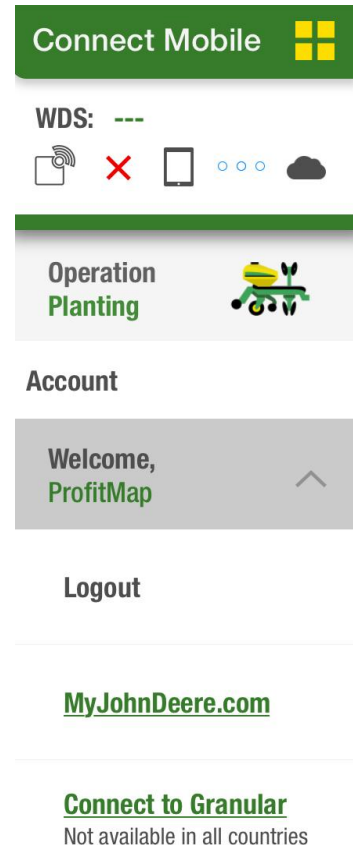 Connect Mobile
WDS: ---
Operation
Planting
Account
Welcome,
ProfitMap
Logout
MyJohnDeere.com
Connect to Granular
Not available in all countries